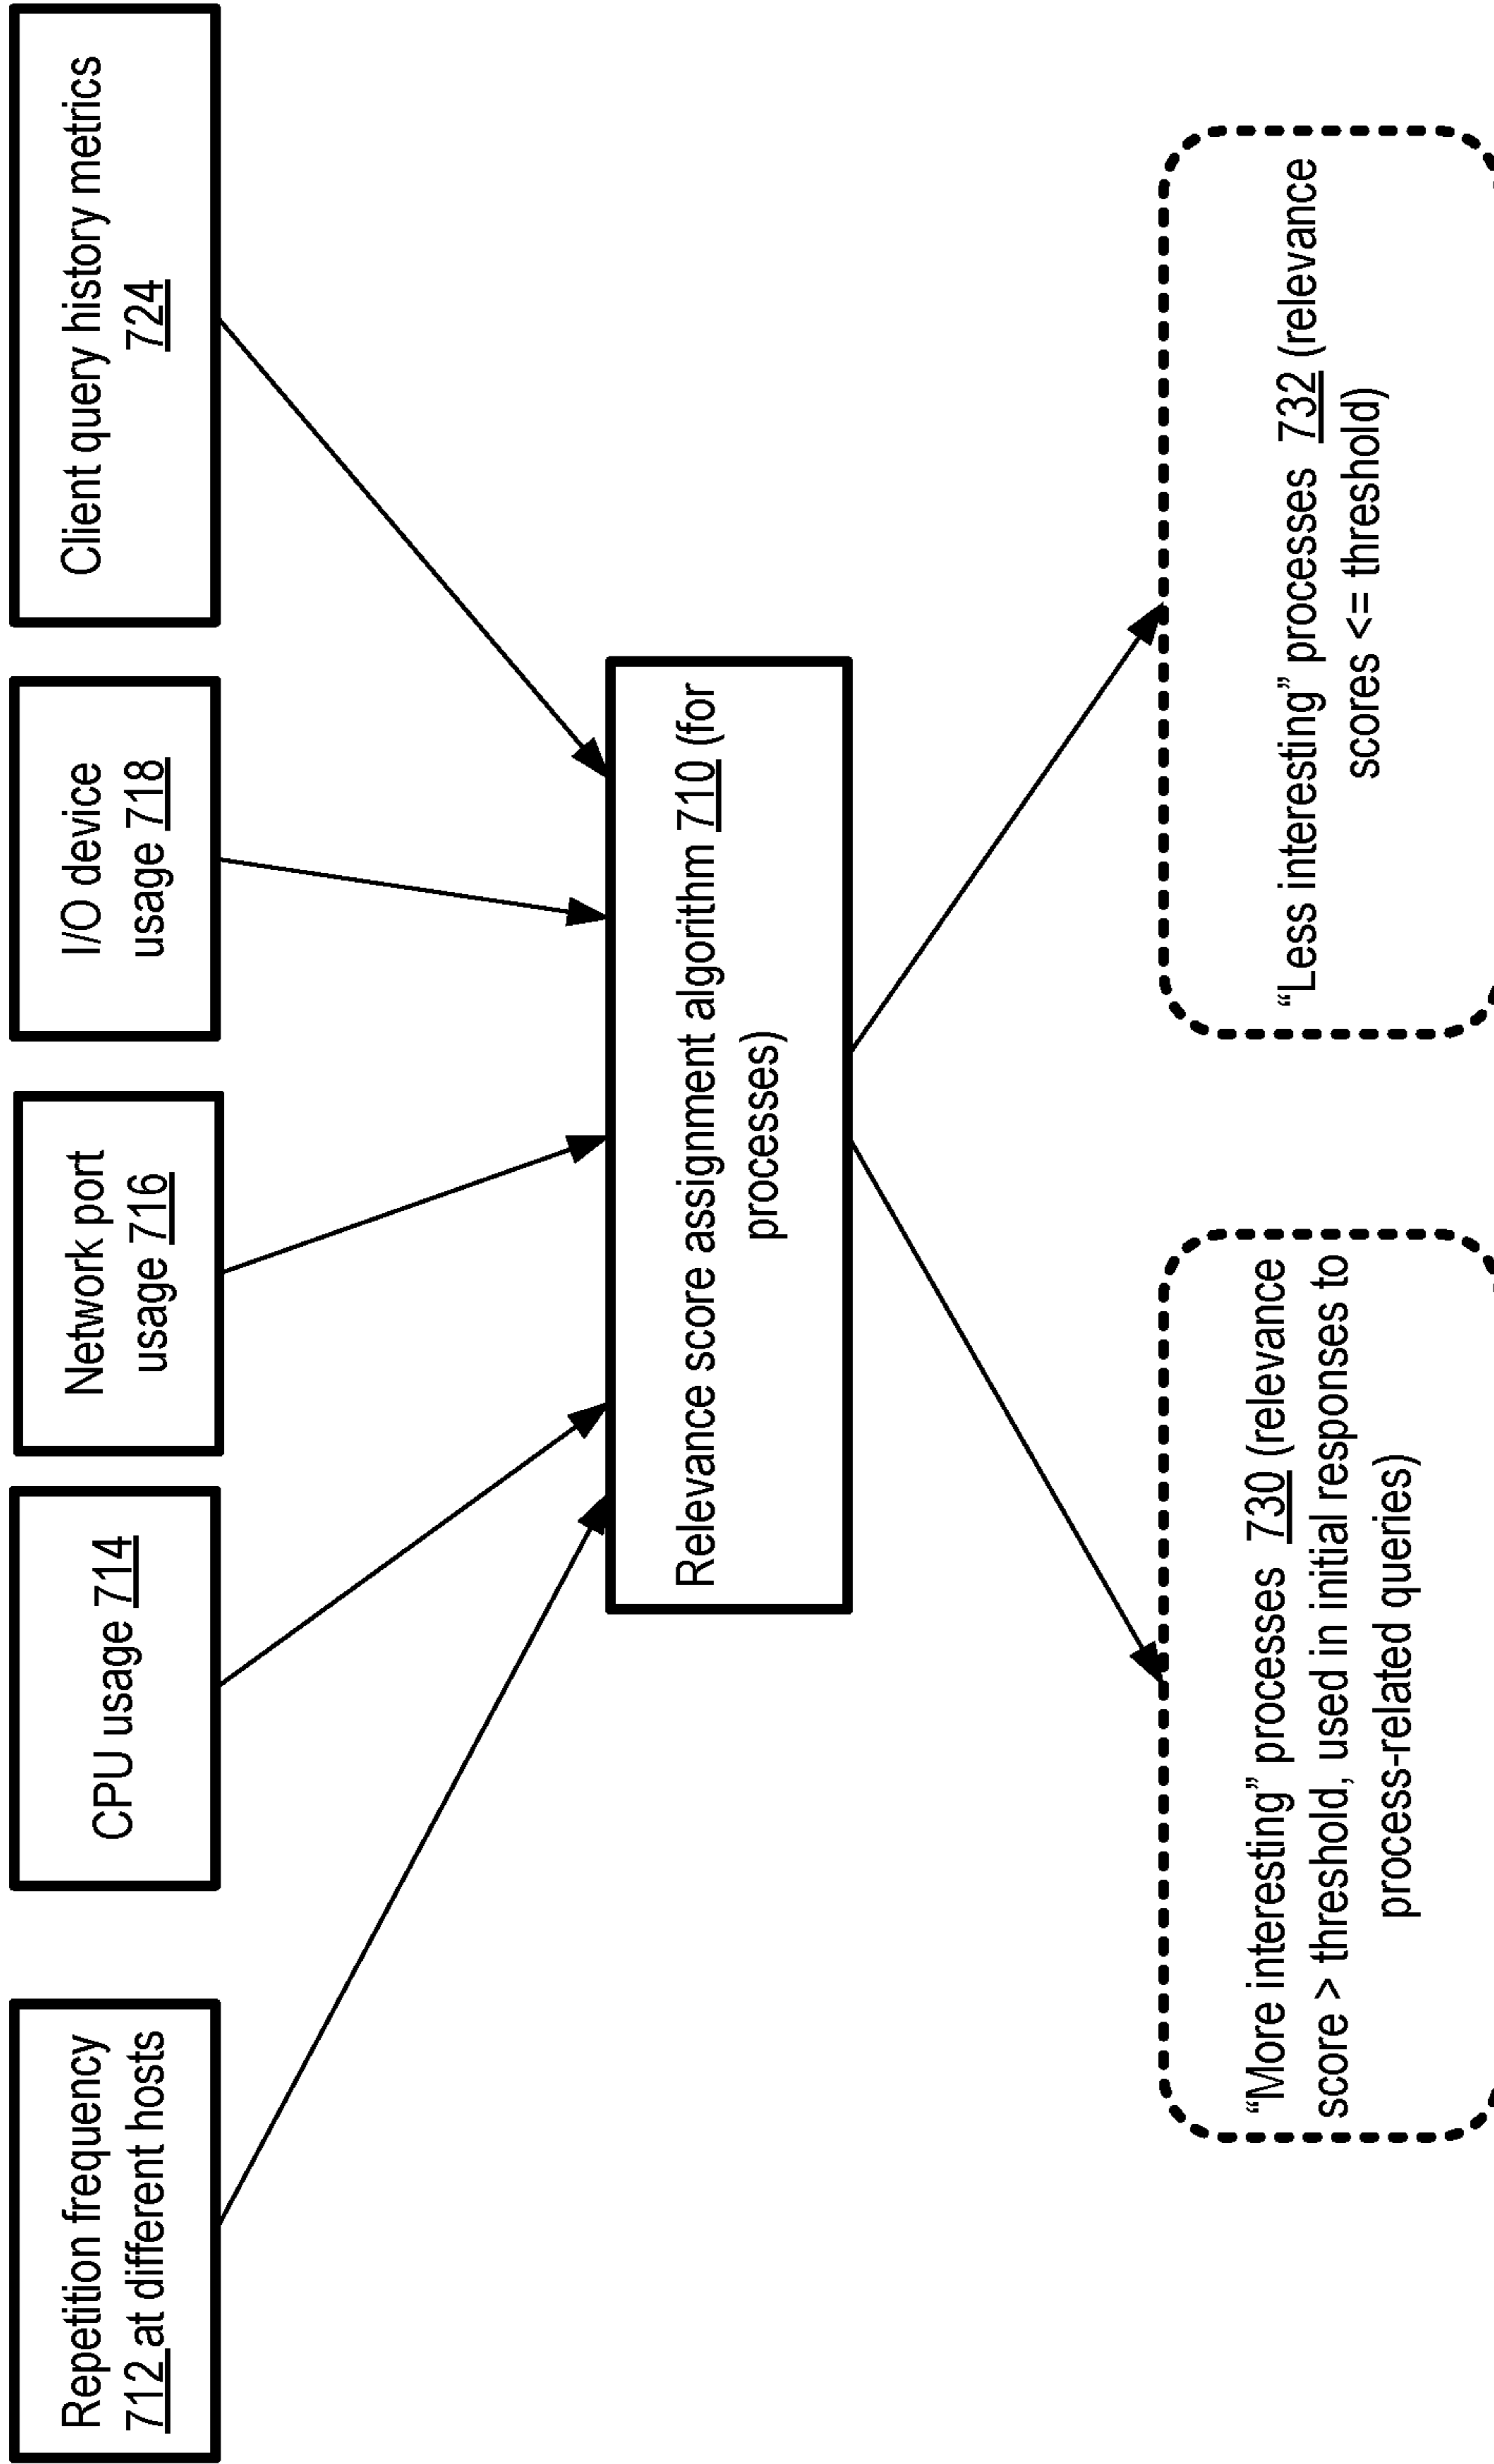 Repetition frequency
712 at different hosts
CPU usage 714
Network port
usage 716
I/O device
usage 718
Client query history metrics
724
Relevance score assignment algorithm 710 (for
processes)
“More interesting” processes 730 (relevance
score > threshold, used in initial responses to
process-related queries)
“Less interesting” processes 732 (relevance
scores <= threshold)